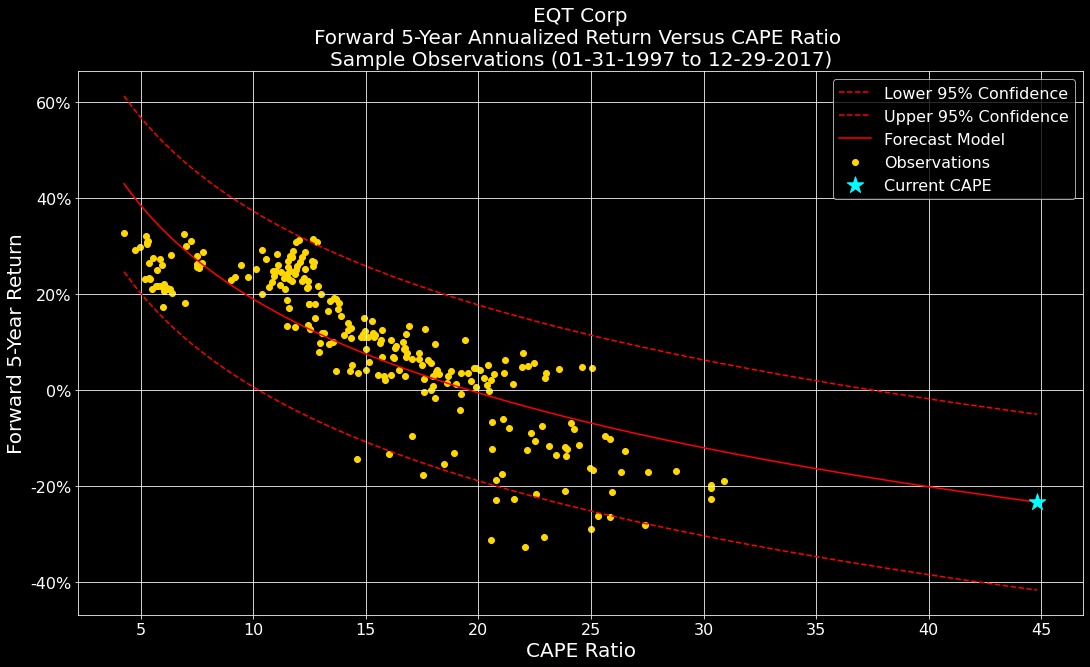 EQT Corp
Forward 5-Year Annualized Return Versus CAPE Ratio
Sample Observations (01-31-1997 to 12-29-2017)
Lower 95% Confidence
Upper 95% Confidence
Forecast Model
Observations
Current CAPE
Forward 5-Year Return
60%
40%
20%
0%
-20%
-40%
5 10 15 20 25 30 35 40 45
CAPE Ratio